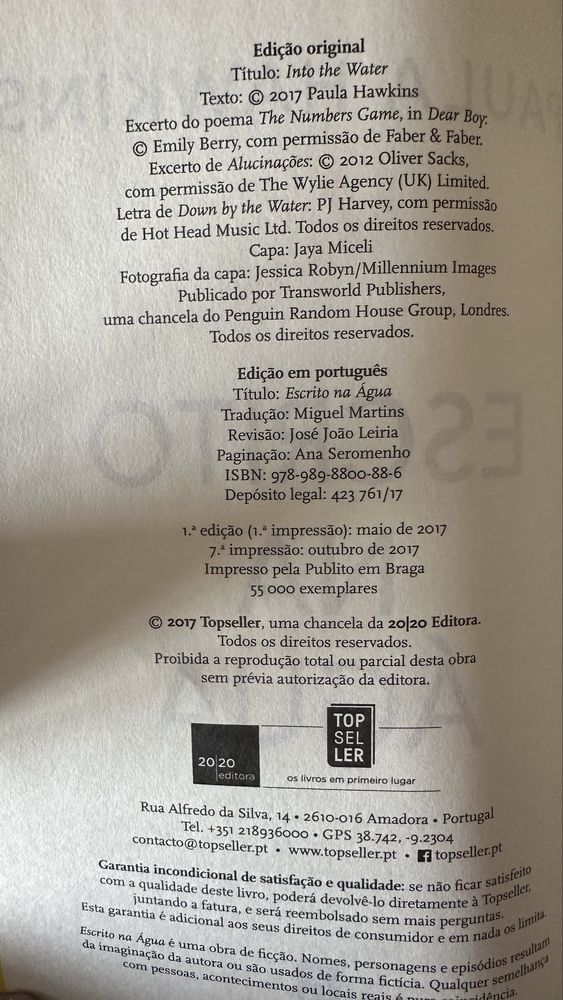 Edição original
Título: Into the Water
Texto: © 2017 Paula Hawkins
Excerto do poema The Numbers Game, in Dear Boy:
© Emily Berry, com permissão de Faber & Faber.
Excerto de Alucinações: © 2012 Oliver Sacks,
com permissão de The Wylie Agency (UK) Limited.
Letra de Down by the Water: PJ Harvey, com permissão
de Hot Head Music Ltd. Todos os direitos reservados.
Capa: Jaya Miceli
Fotografia da capa: Jessica Robyn/Millennium Images
Publicado por Transworld Publishers,
uma chancela do Penguin Random House Group, Londres.
Todos os direitos reservados.
Edição em português
Título: Escrito na Água
Tradução: Miguel Martins
Revisão: José João Leiria
Paginação: Ana Seromenho
ISBN: 978-989-8800-88-6
Depósito legal: 423 761/17
1.ª edição (1.ª impressão): maio de 2017
7.ª impressão: outubro de 2017
Impresso pela Publito em Braga
55 000 exemplares
© 2017 Topseller, uma chancela da 20|20 Editora.
Todos os direitos reservados.
Proibida a reprodução total ou parcial desta obra
sem prévia autorização da editora.
TOP
SEL
LER
20|20
editora
os livros em primeiro lugar
Rua Alfredo da Silva, 14 • 2610-016 Amadora • Portugal
Tel. +351 218936000 • GPS 38.742, -9.2304
contacto@topseller.pt • www.topseller.pt • f topseller.pt
Garantia incondicional de satisfação e qualidade: se não ficar satisfeito
com a qualidade deste livro, poderá devolvê-lo diretamente à Topseller,
juntando a fatura, e será reembolsado sem mais perguntas.
Esta garantia é adicional aos seus direitos de consumidor e em nada os limita.
Escrito na Água é uma obra de ficção. Nomes, personagens e episódios resultam
da imaginação da autora ou são usados de forma fictícia. Qualquer semelhança
com pessoas, acontecimentos ou locais reais é pura coincidência.